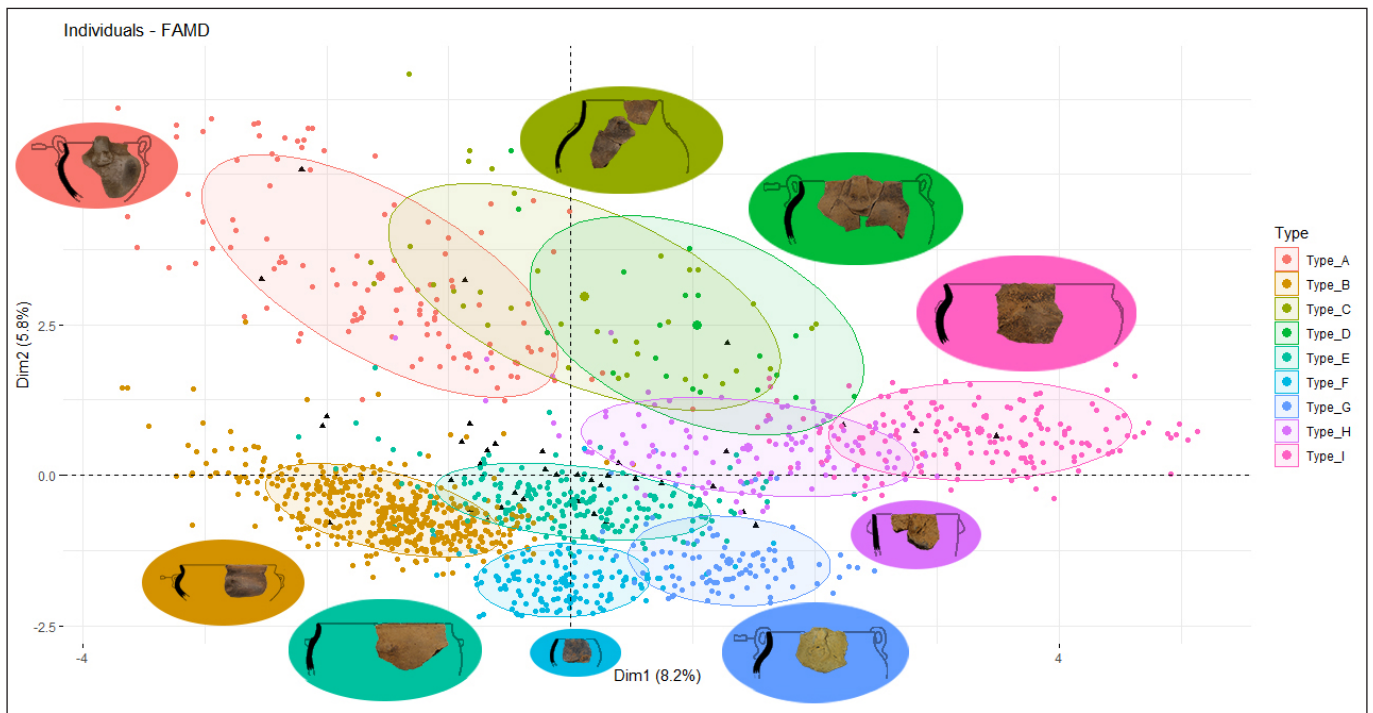 Individuals - FAMD
Dim2 (5.8%)
2.5
0.0
-2.5
-4
4
Dim1 (8.2%)
Type
Type_A
Type_B
Type_C
Type_D
Type_E
Type_F
Type_G
Type_H
Type_I